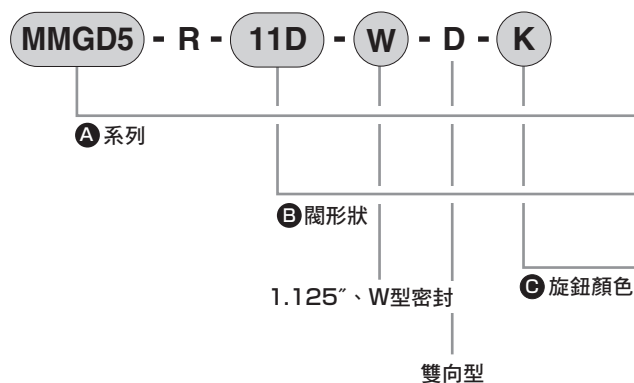 MMGD5 - R - 11D - W - D - K
A 系列
B 閥形狀
1.125˝、W型密封
C 旋鈕顏色
雙向型